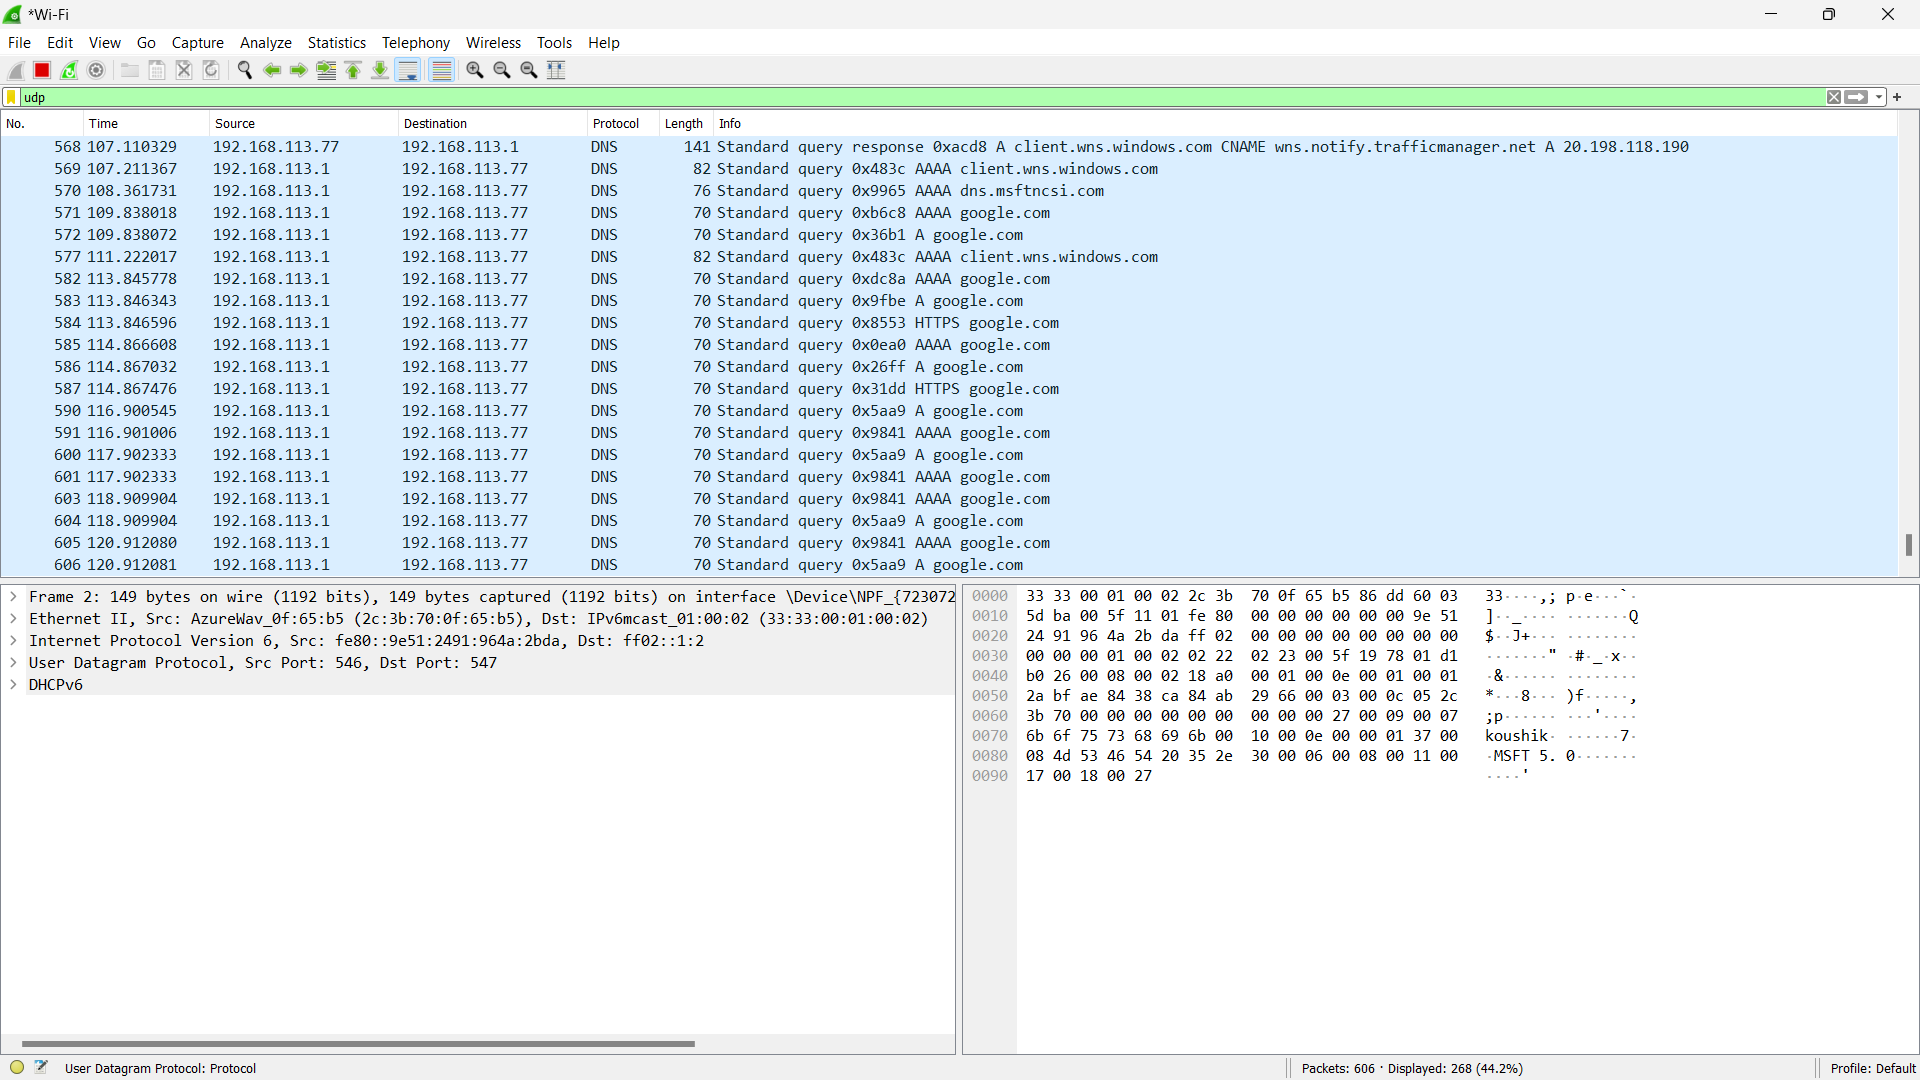 *Wi-Fi
File Edit View Go Capture Analyze Statistics Telephony Wireless Tools Help
udp
No. Time Source Destination Protocol Length Info
568 107.110329 192.168.113.77 192.168.113.1 DNS 141 Standard query response 0xacd8 A client.wns.windows.com CNAME wns.notify.trafficmanager.net A 20.198.118.190
569 107.211367 192.168.113.1 192.168.113.77 DNS 82 Standard query 0x483c AAAA client.wns.windows.com
570 108.361731 192.168.113.1 192.168.113.77 DNS 76 Standard query 0x9965 AAAA dns.msftncsi.com
571 109.838018 192.168.113.1 192.168.113.77 DNS 70 Standard query 0xb6c8 AAAA google.com
572 109.838072 192.168.113.1 192.168.113.77 DNS 70 Standard query 0x36b1 A google.com
577 111.222017 192.168.113.1 192.168.113.77 DNS 82 Standard query 0x483c AAAA client.wns.windows.com
582 113.845778 192.168.113.1 192.168.113.77 DNS 70 Standard query 0xdc8a AAAA google.com
583 113.846343 192.168.113.1 192.168.113.77 DNS 70 Standard query 0x9fbe A google.com
584 113.846596 192.168.113.1 192.168.113.77 DNS 70 Standard query 0x8553 HTTPS google.com
585 114.866608 192.168.113.1 192.168.113.77 DNS 70 Standard query 0x0ea0 AAAA google.com
586 114.867032 192.168.113.1 192.168.113.77 DNS 70 Standard query 0x26ff A google.com
587 114.867476 192.168.113.1 192.168.113.77 DNS 70 Standard query 0x31dd HTTPS google.com
590 116.900545 192.168.113.1 192.168.113.77 DNS 70 Standard query 0x5aa9 A google.com
591 116.901006 192.168.113.1 192.168.113.77 DNS 70 Standard query 0x9841 AAAA google.com
600 117.902333 192.168.113.1 192.168.113.77 DNS 70 Standard query 0x5aa9 A google.com
601 117.902333 192.168.113.1 192.168.113.77 DNS 70 Standard query 0x9841 AAAA google.com
603 118.909904 192.168.113.1 192.168.113.77 DNS 70 Standard query 0x9841 AAAA google.com
604 118.909904 192.168.113.1 192.168.113.77 DNS 70 Standard query 0x5aa9 A google.com
605 120.912080 192.168.113.1 192.168.113.77 DNS 70 Standard query 0x9841 AAAA google.com
606 120.912081 192.168.113.1 192.168.113.77 DNS 70 Standard query 0x5aa9 A google.com
Frame 2: 149 bytes on wire (1192 bits), 149 bytes captured (1192 bits) on interface \Device\NPF_{723072
Ethernet II, Src: AzureWav_0f:65:b5 (2c:3b:70:0f:65:b5), Dst: IPv6mcast_01:00:02 (33:33:00:01:00:02)
Internet Protocol Version 6, Src: fe80::9e51:2491:964a:2bda, Dst: ff02::1:2
User Datagram Protocol, Src Port: 546, Dst Port: 547
DHCPv6
0000 33 33 00 01 00 02 2c 3b 70 0f 65 b5 86 dd 60 03 33····,; p·e···`·
0010 5d ba 00 5f 11 01 fe 80 00 00 00 00 00 00 9e 51 ]··_···· ·······Q
0020 24 91 96 4a 2b da ff 02 00 00 00 00 00 00 00 00 $··J+··· ········
0030 00 00 00 01 00 02 02 22 02 23 00 5f 19 78 01 d1 ·······" ·#·_·x··
0040 b0 26 00 08 00 02 18 a0 00 01 00 0e 00 01 00 01 ·&······ ········
0050 2a bf ae 84 38 ca 84 ab 29 66 00 03 00 0c 05 2c *···8··· )f·····,
0060 3b 70 00 00 00 00 00 00 00 00 00 27 00 09 00 07 ;p······ ···'····
0070 6b 6f 75 73 68 69 6b 00 10 00 0e 00 00 01 37 00 koushik· ······7·
0080 08 4d 53 46 54 20 35 2e 30 00 06 00 08 00 11 00 ·MSFT 5. 0·······
0090 17 00 18 00 27 ····'
User Datagram Protocol: Protocol Packets: 606 · Displayed: 268 (44.2%) Profile: Default